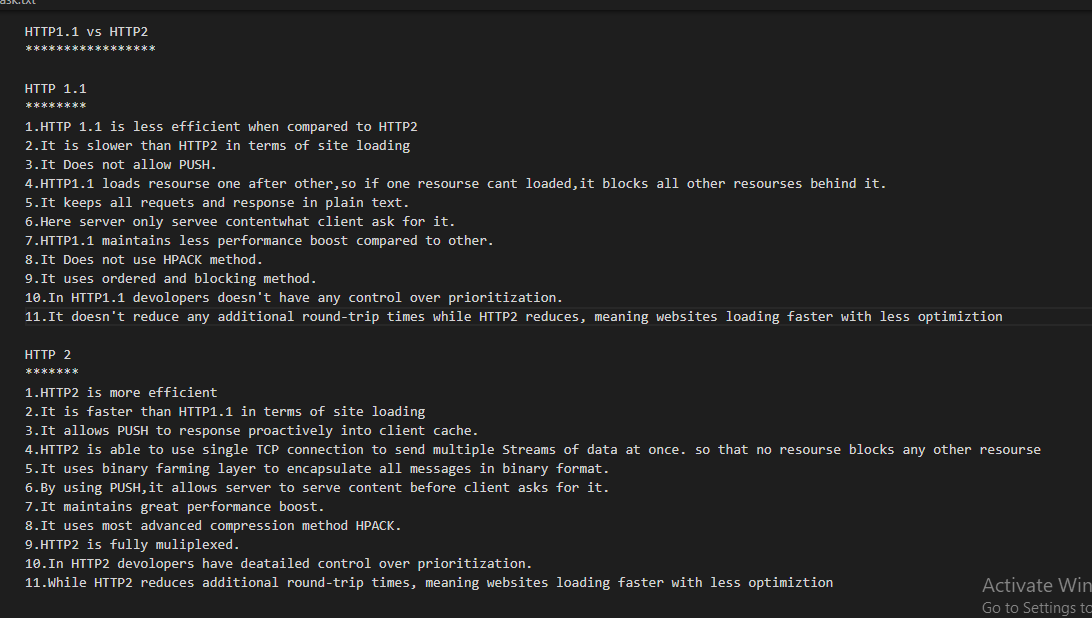 ask.txt
HTTP1.1 vs HTTP2
*****************
HTTP 1.1
********
1.HTTP 1.1 is less efficient when compared to HTTP2
2.It is slower than HTTP2 in terms of site loading
3.It Does not allow PUSH.
4.HTTP1.1 loads resourse one after other,so if one resourse cant loaded,it blocks all other resourses behind it.
5.It keeps all requets and response in plain text.
6.Here server only servee contentwhat client ask for it.
7.HTTP1.1 maintains less performance boost compared to other.
8.It Does not use HPACK method.
9.It uses ordered and blocking method.
10.In HTTP1.1 devolopers doesn't have any control over prioritization.
11.It doesn't reduce any additional round-trip times while HTTP2 reduces, meaning websites loading faster with less optimiztion
HTTP 2
*******
1.HTTP2 is more efficient
2.It is faster than HTTP1.1 in terms of site loading
3.It allows PUSH to response proactively into client cache.
4.HTTP2 is able to use single TCP connection to send multiple Streams of data at once. so that no resourse blocks any other resourse
5.It uses binary farming layer to encapsulate all messages in binary format.
6.By using PUSH,it allows server to serve content before client asks for it.
7.It maintains great performance boost.
8.It uses most advanced compression method HPACK.
9.HTTP2 is fully muliplexed.
10.In HTTP2 devolopers have deatailed control over prioritization.
11.While HTTP2 reduces additional round-trip times, meaning websites loading faster with less optimiztion
Activate Win
Go to Settings to